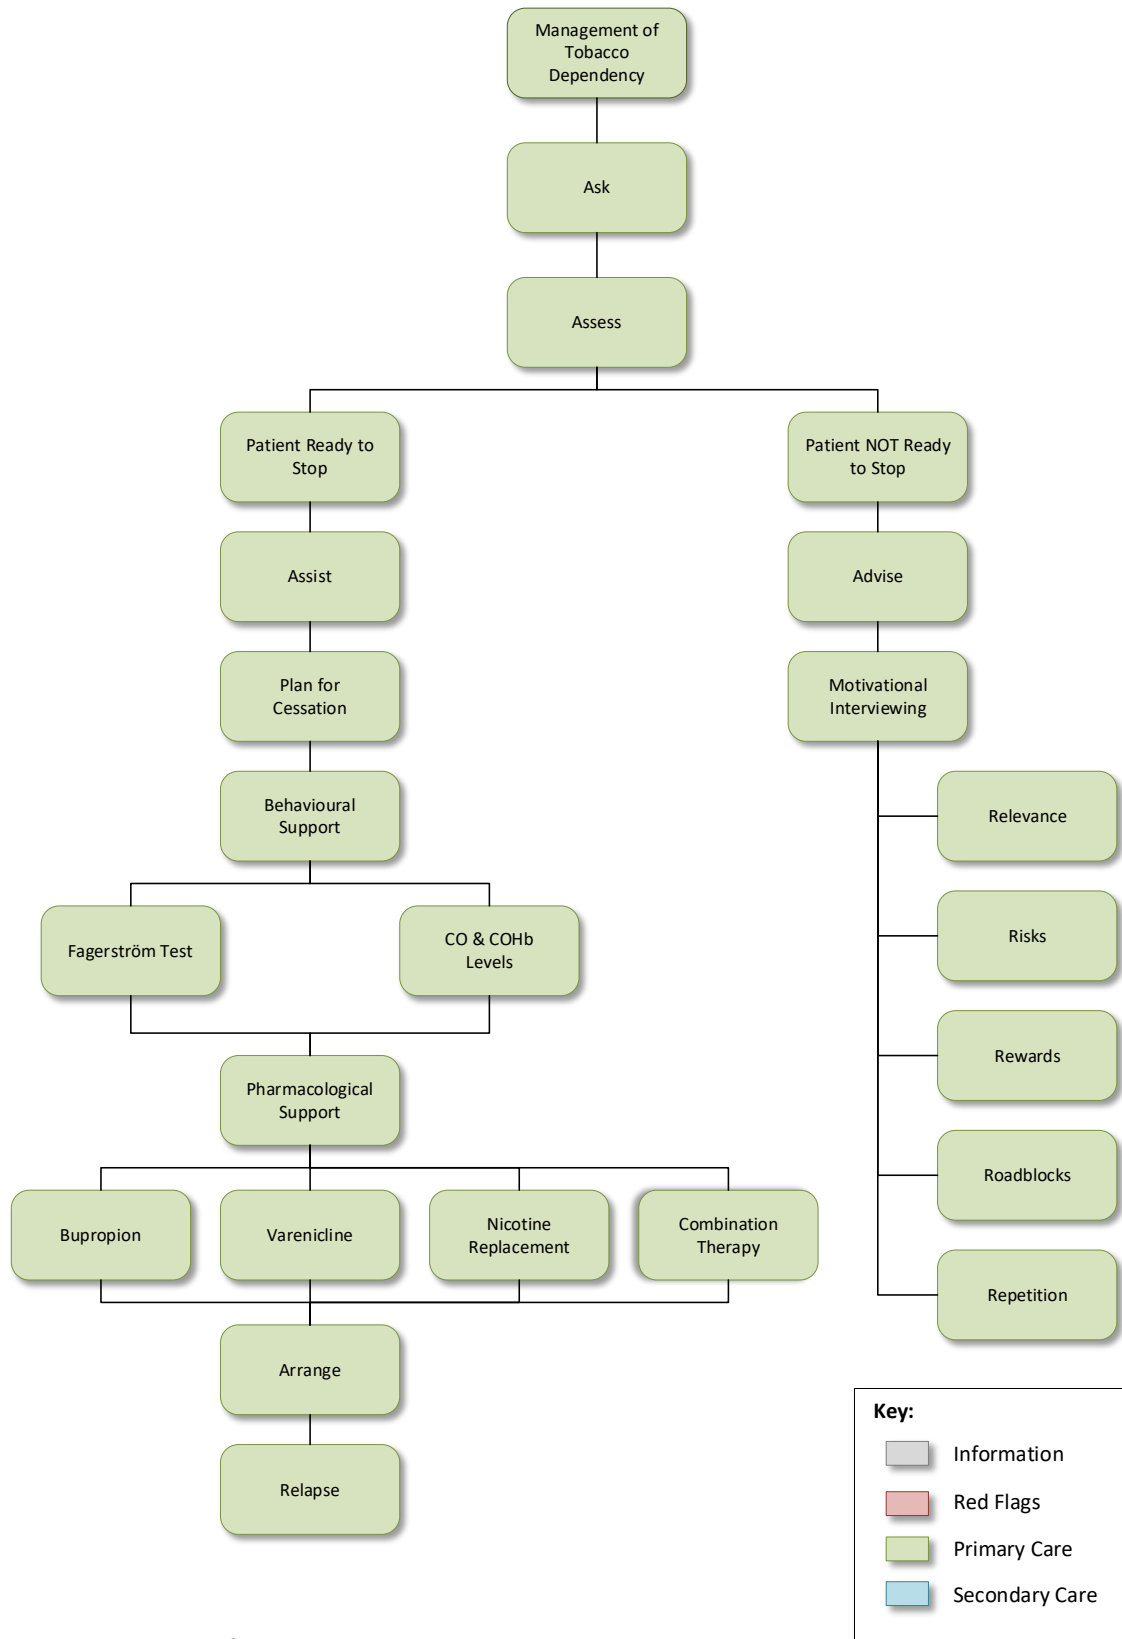 Management of
Tobacco
Dependency
Ask
Assess
Patient Ready to
Stop
Patient NOT Ready
to Stop
Assist
Advise
Plan for
Cessation
Motivational
Interviewing
Behavioural
Support
Relevance
Fagerström Test
CO & COHb
Levels
Risks
Rewards
Pharmacological
Support
Roadblocks
Bupropion
Varenicline
Nicotine
Replacement
Combination
Therapy
Repetition
Arrange
Relapse
Key:
Information
Red Flags
Primary Care
Secondary Care